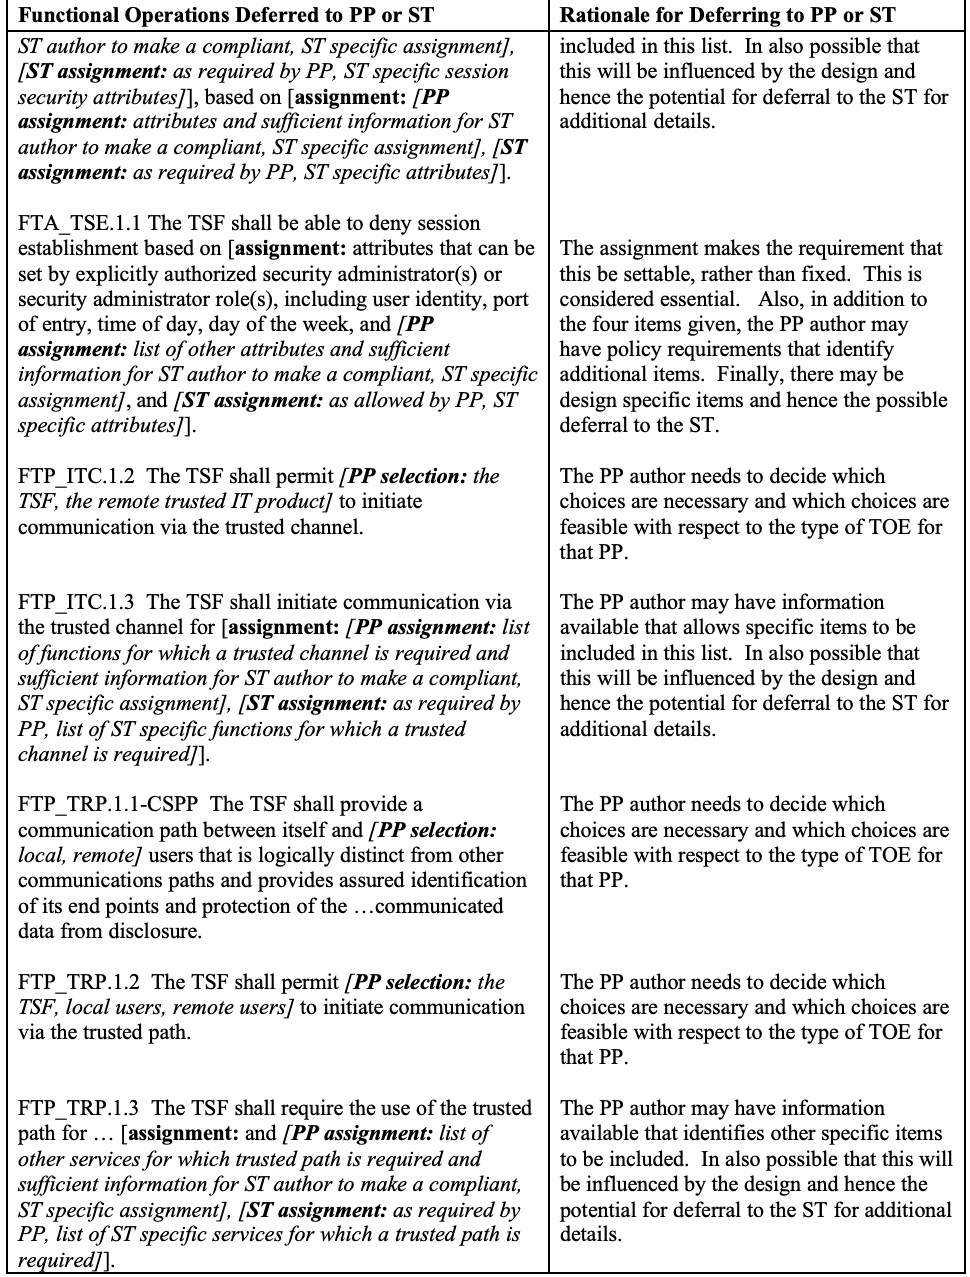 Functional Operations Deferred to PP or ST
Rationale for Deferring to PP or ST
ST author to make a compliant, ST specific assignment],
[ST assignment: as required by PP, ST specific session
security attributes]], based on [assignment: [PP
assignment: attributes and sufficient information for ST
author to make a compliant, ST specific assignment], [ST
assignment: as required by PP, ST specific attributes]].
included in this list.  In also possible that
this will be influenced by the design and
hence the potential for deferral to the ST for
additional details.
FTA_TSE.1.1 The TSF shall be able to deny session
establishment based on [assignment: attributes that can be
set by explicitly authorized security administrator(s) or
security administrator role(s), including user identity, port
of entry, time of day, day of the week, and [PP
assignment: list of other attributes and sufficient
information for ST author to make a compliant, ST specific
assignment], and [ST assignment: as allowed by PP, ST
specific attributes]].
The assignment makes the requirement that
this be settable, rather than fixed.  This is
considered essential.   Also, in addition to
the four items given, the PP author may
have policy requirements that identify
additional items.  Finally, there may be
design specific items and hence the possible
deferral to the ST.
FTP_ITC.1.2  The TSF shall permit [PP selection: the
TSF, the remote trusted IT product] to initiate
communication via the trusted channel.
The PP author needs to decide which
choices are necessary and which choices are
feasible with respect to the type of TOE for
that PP.
FTP_ITC.1.3  The TSF shall initiate communication via
the trusted channel for [assignment: [PP assignment: list
of functions for which a trusted channel is required and
sufficient information for ST author to make a compliant,
ST specific assignment], [ST assignment: as required by
PP, list of ST specific functions for which a trusted
channel is required]].
The PP author may have information
available that allows specific items to be
included in this list.  In also possible that
this will be influenced by the design and
hence the potential for deferral to the ST for
additional details.
FTP_TRP.1.1-CSPP  The TSF shall provide a
communication path between itself and [PP selection:
local, remote] users that is logically distinct from other
communications paths and provides assured identification
of its end points and protection of the …communicated
data from disclosure.
The PP author needs to decide which
choices are necessary and which choices are
feasible with respect to the type of TOE for
that PP.
FTP_TRP.1.2  The TSF shall permit [PP selection: the
TSF, local users, remote users] to initiate communication
via the trusted path.
The PP author needs to decide which
choices are necessary and which choices are
feasible with respect to the type of TOE for
that PP.
FTP_TRP.1.3  The TSF shall require the use of the trusted
path for … [assignment: and [PP assignment: list of
other services for which trusted path is required and
sufficient information for ST author to make a compliant,
ST specific assignment], [ST assignment: as required by
PP, list of ST specific services for which a trusted path is
required]].
The PP author may have information
available that identifies other specific items
to be included.  In also possible that this will
be influenced by the design and hence the
potential for deferral to the ST for additional
details.